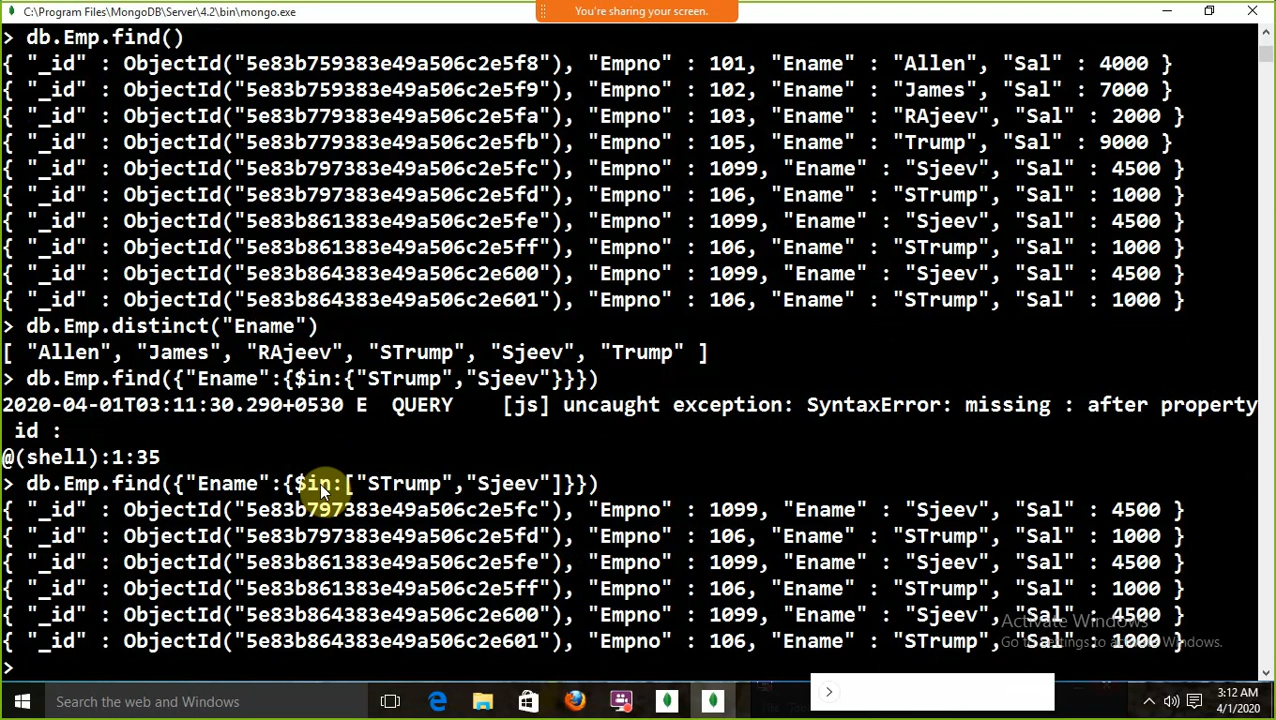 C:\Program Files\MongoDB\Server\4.2\bin\mongo.exe
You're sharing your screen.
> db.Emp.find()
{ "_id" : ObjectId("5e83b759383e49a506c2e5f8"), "Empno" : 101, "Ename" : "Allen", "Sal" : 4000 }
{ "_id" : ObjectId("5e83b759383e49a506c2e5f9"), "Empno" : 102, "Ename" : "James", "Sal" : 7000 }
{ "_id" : ObjectId("5e83b779383e49a506c2e5fa"), "Empno" : 103, "Ename" : "RAjeev", "Sal" : 2000 }
{ "_id" : ObjectId("5e83b779383e49a506c2e5fb"), "Empno" : 105, "Ename" : "Trump", "Sal" : 9000 }
{ "_id" : ObjectId("5e83b797383e49a506c2e5fc"), "Empno" : 1099, "Ename" : "Sjeev", "Sal" : 4500 }
{ "_id" : ObjectId("5e83b797383e49a506c2e5fd"), "Empno" : 106, "Ename" : "STrump", "Sal" : 1000 }
{ "_id" : ObjectId("5e83b861383e49a506c2e5fe"), "Empno" : 1099, "Ename" : "Sjeev", "Sal" : 4500 }
{ "_id" : ObjectId("5e83b861383e49a506c2e5ff"), "Empno" : 106, "Ename" : "STrump", "Sal" : 1000 }
{ "_id" : ObjectId("5e83b864383e49a506c2e600"), "Empno" : 1099, "Ename" : "Sjeev", "Sal" : 4500 }
{ "_id" : ObjectId("5e83b864383e49a506c2e601"), "Empno" : 106, "Ename" : "STrump", "Sal" : 1000 }
> db.Emp.distinct("Ename")
[ "Allen", "James", "RAjeev", "STrump", "Sjeev", "Trump" ]
> db.Emp.find({"Ename":{$in:{"STrump","Sjeev"}}})
2020-04-01T03:11:30.290+0530 E  QUERY    [js] uncaught exception: SyntaxError: missing : after property
id :
@(shell):1:35
> db.Emp.find({"Ename":{$in:["STrump","Sjeev"]}})
{ "_id" : ObjectId("5e83b797383e49a506c2e5fc"), "Empno" : 1099, "Ename" : "Sjeev", "Sal" : 4500 }
{ "_id" : ObjectId("5e83b797383e49a506c2e5fd"), "Empno" : 106, "Ename" : "STrump", "Sal" : 1000 }
{ "_id" : ObjectId("5e83b861383e49a506c2e5fe"), "Empno" : 1099, "Ename" : "Sjeev", "Sal" : 4500 }
{ "_id" : ObjectId("5e83b861383e49a506c2e5ff"), "Empno" : 106, "Ename" : "STrump", "Sal" : 1000 }
{ "_id" : ObjectId("5e83b864383e49a506c2e600"), "Empno" : 1099, "Ename" : "Sjeev", "Sal" : 4500 }
{ "_id" : ObjectId("5e83b864383e49a506c2e601"), "Empno" : 106, "Ename" : "STrump", "Sal" : 1000 }
Activate Windows
Go to Settings to activate Windows.
>
Search the web and Windows
3:12 AM
4/1/2020